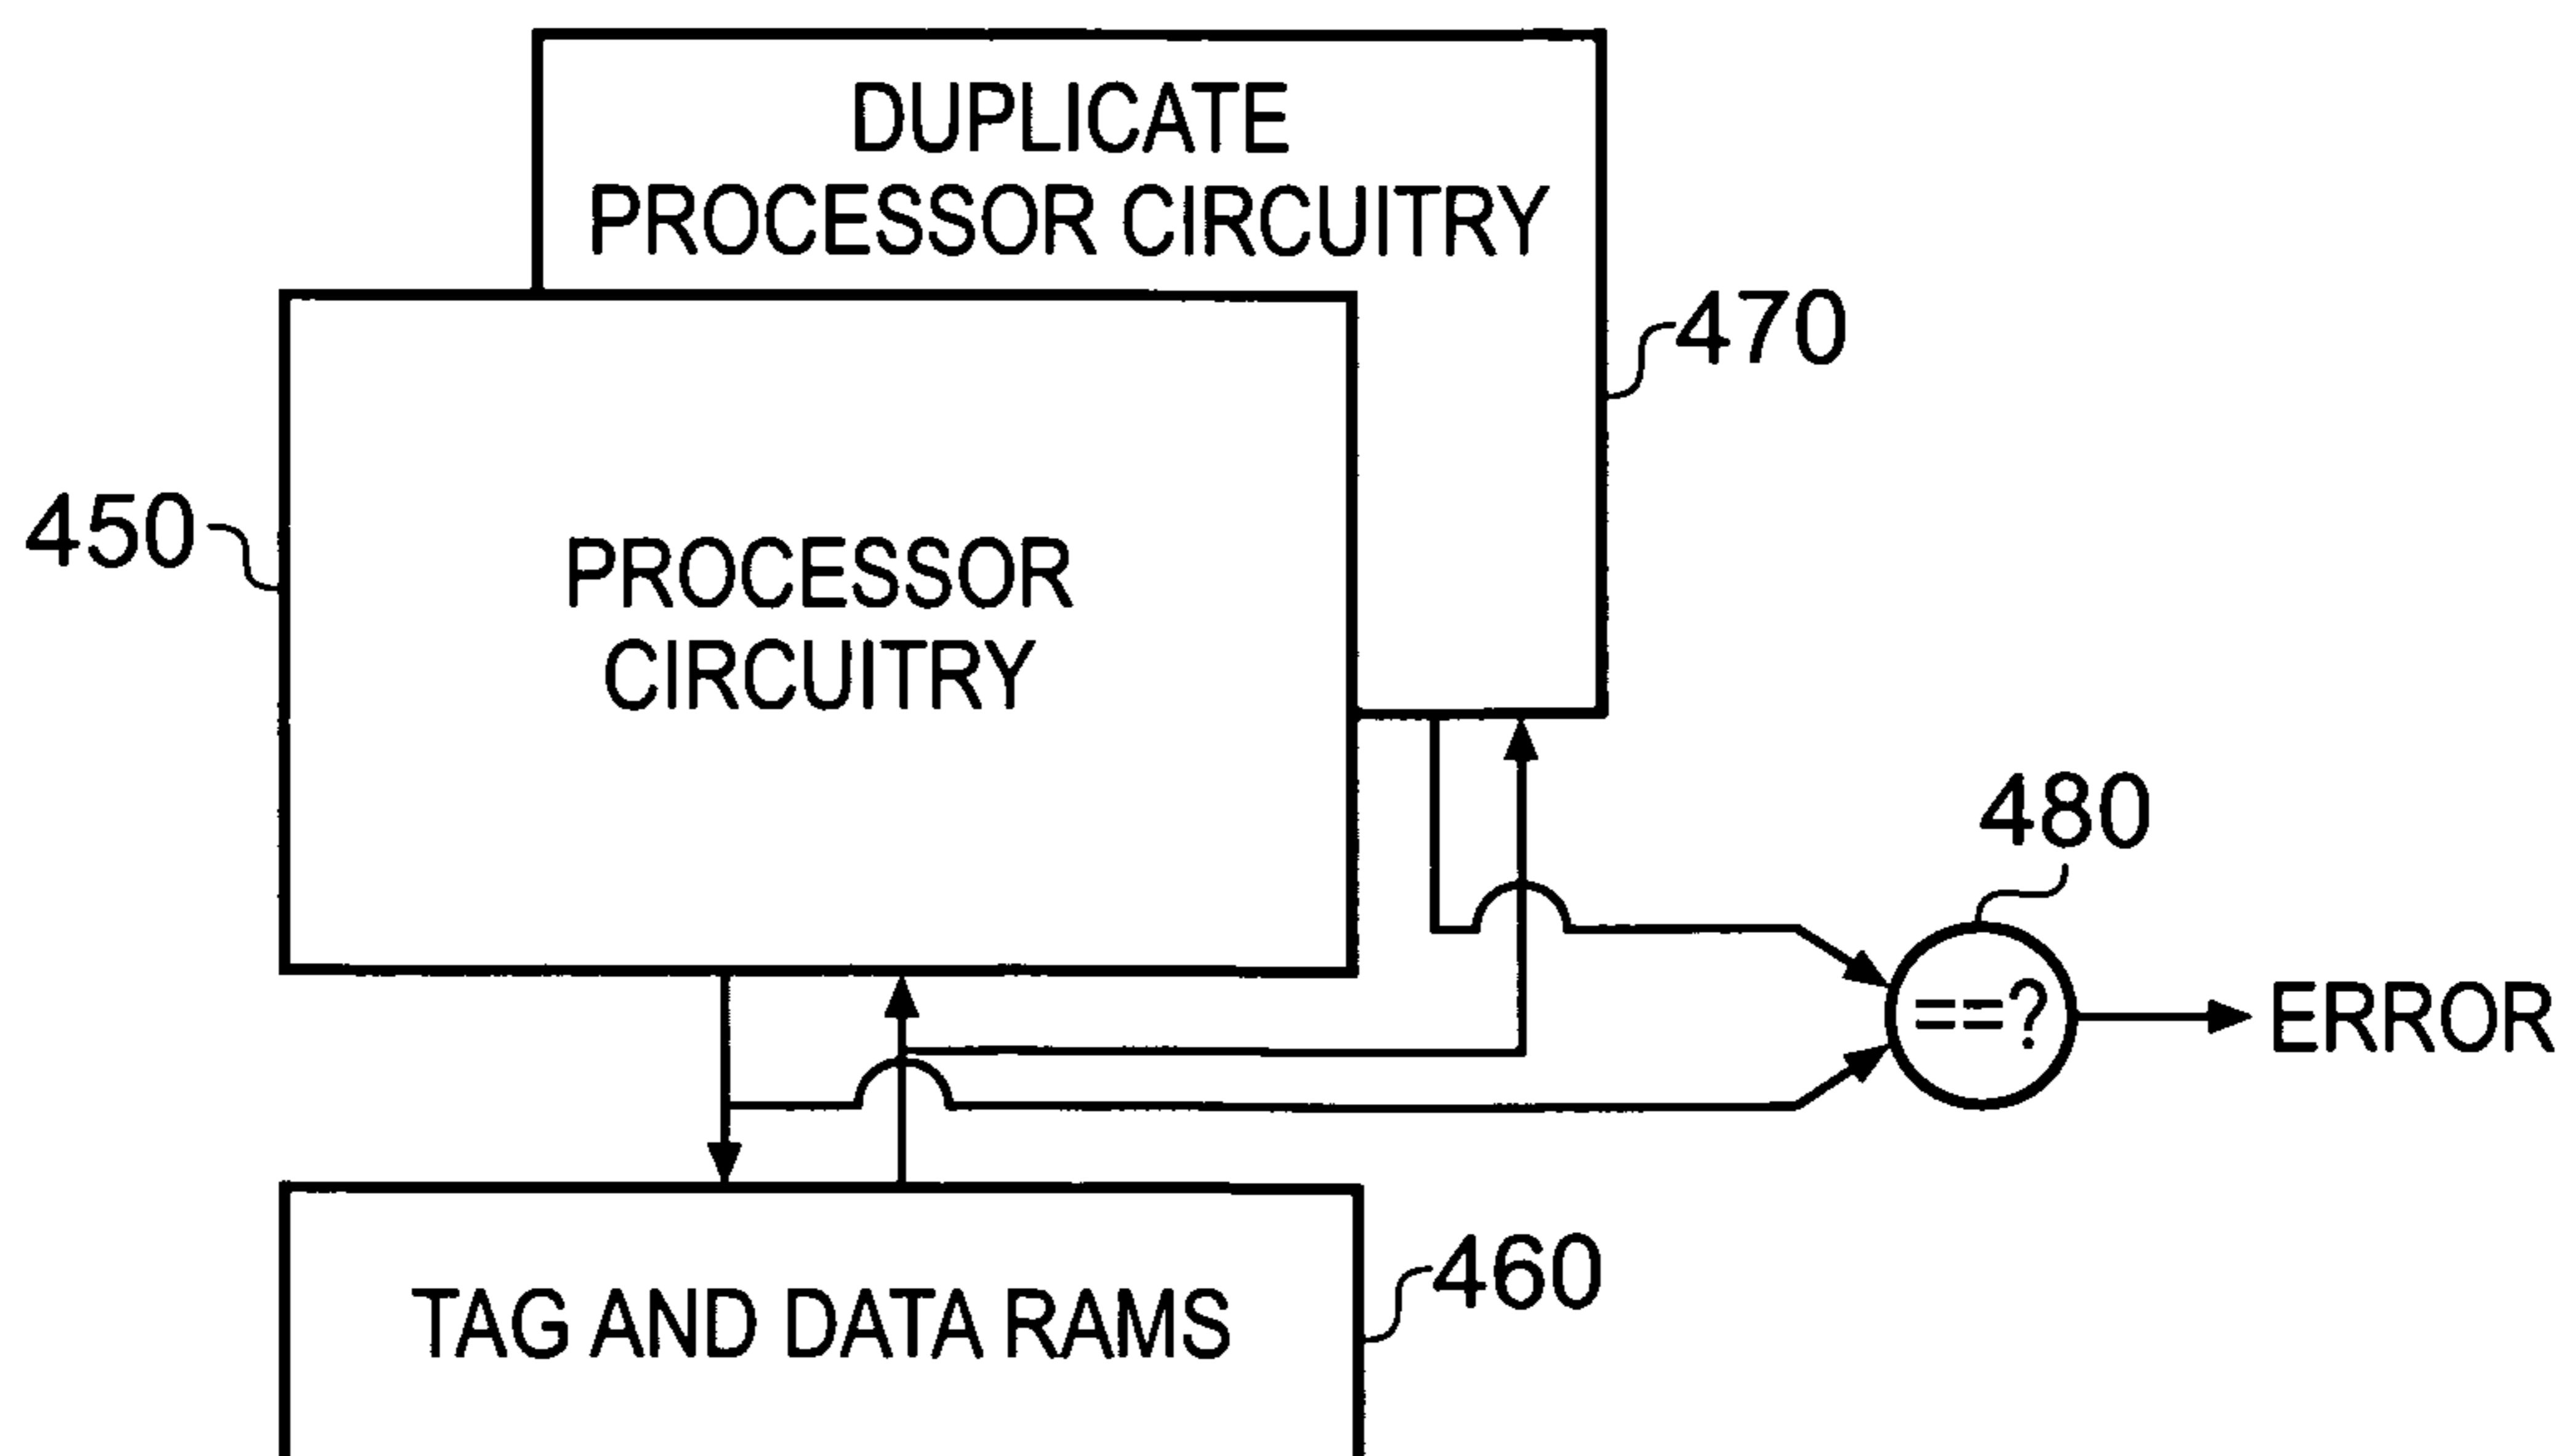 DUPLICATE
PROCESSOR CIRCUITRY
470
450
PROCESSOR
CIRCUITRY
480
==?
ERROR
460
TAG AND DATA RAMS